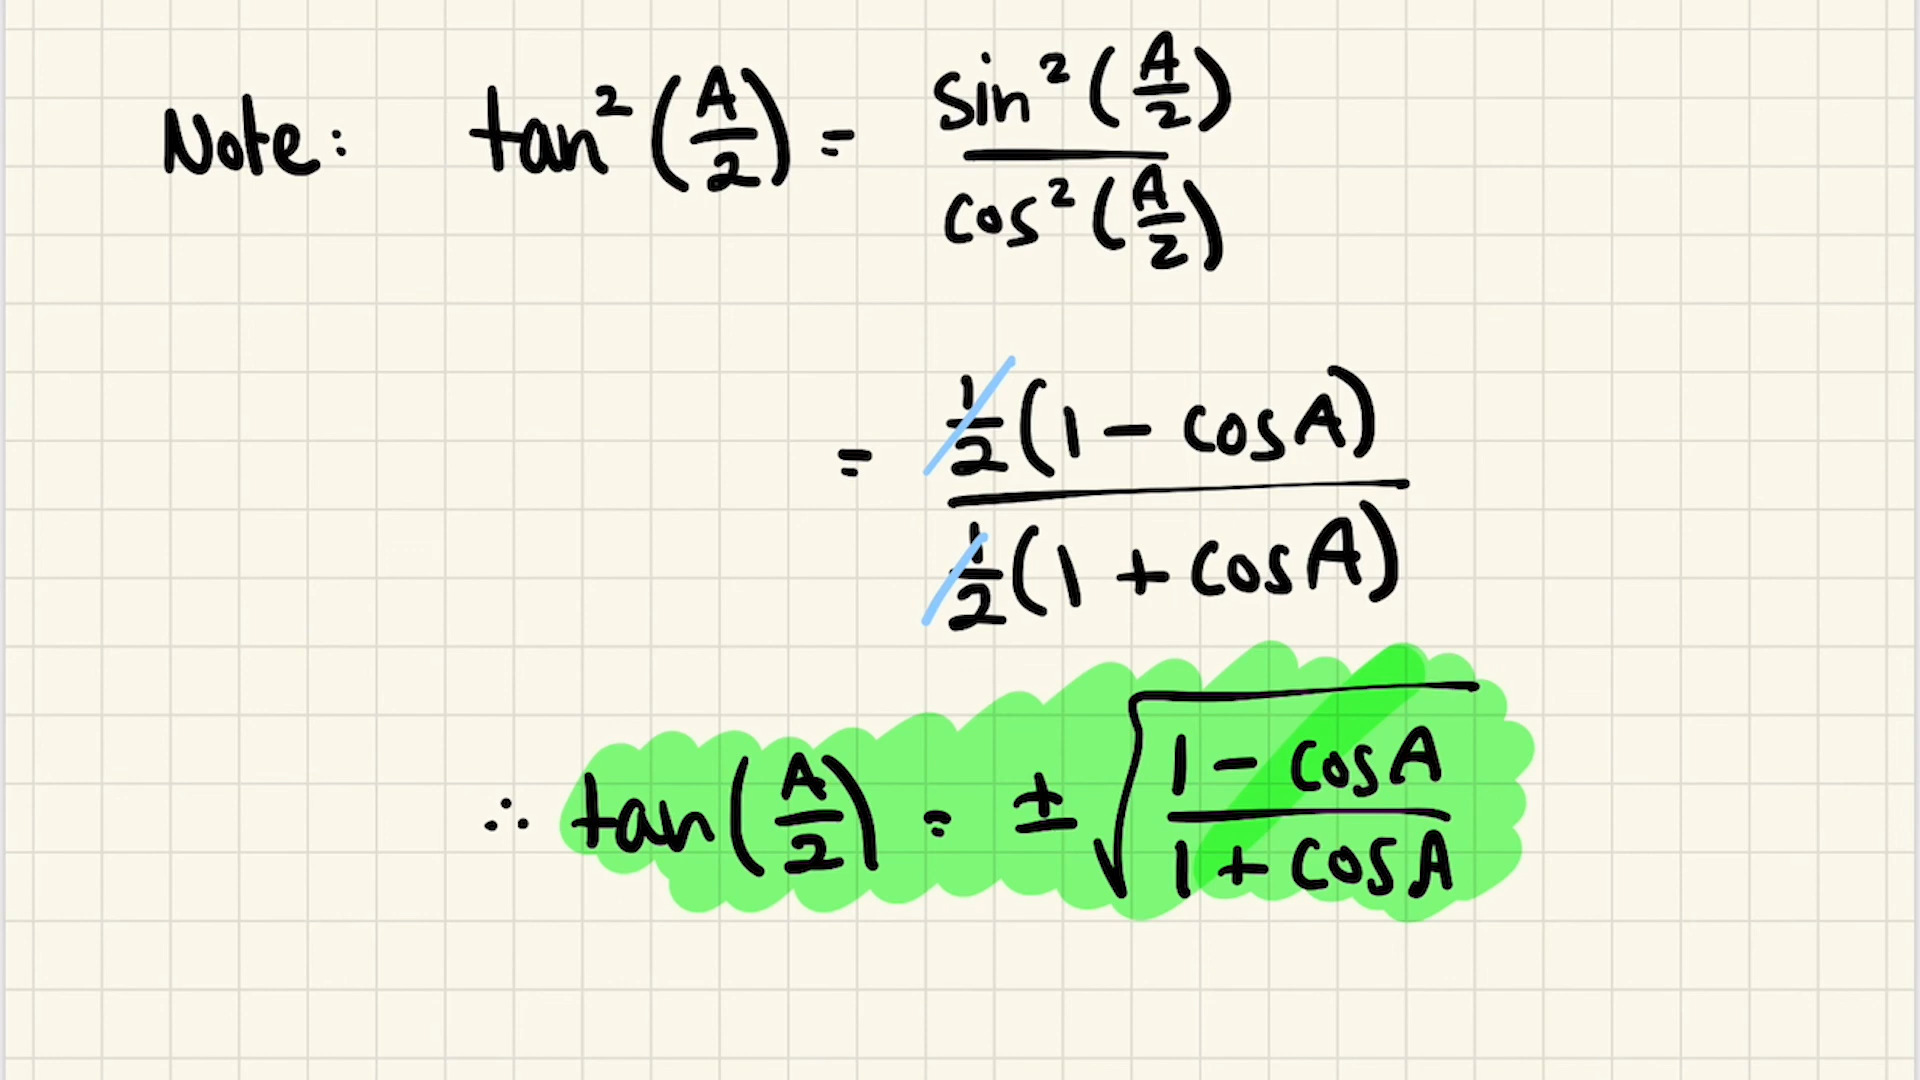 Note: tan²(A/2) = sin²(A/2) / cos²(A/2)
= ½(1 - cosA) / ½(1 + cosA)
∴ tan(A/2) = ± √((1 - cosA) / (1 + cosA))